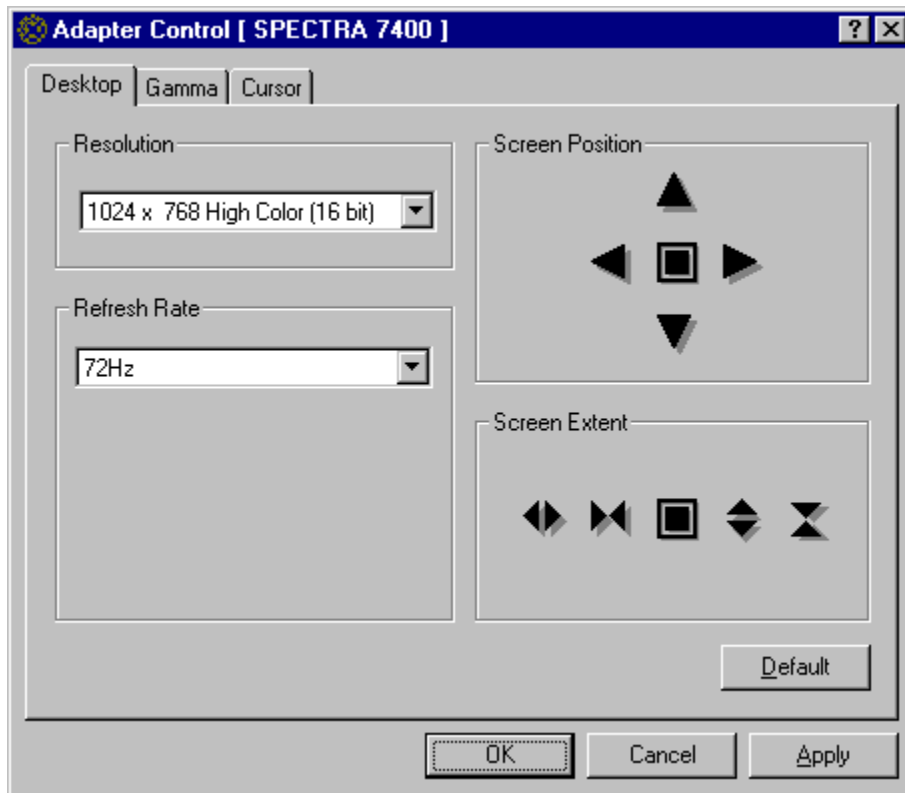 Adapter Control [ SPECTRA 7400 ]
Desktop Gamma Cursor
Resolution
1024 x  768 High Color (16 bit)
Refresh Rate
72Hz
Screen Position
Screen Extent
Default
OK Cancel Apply